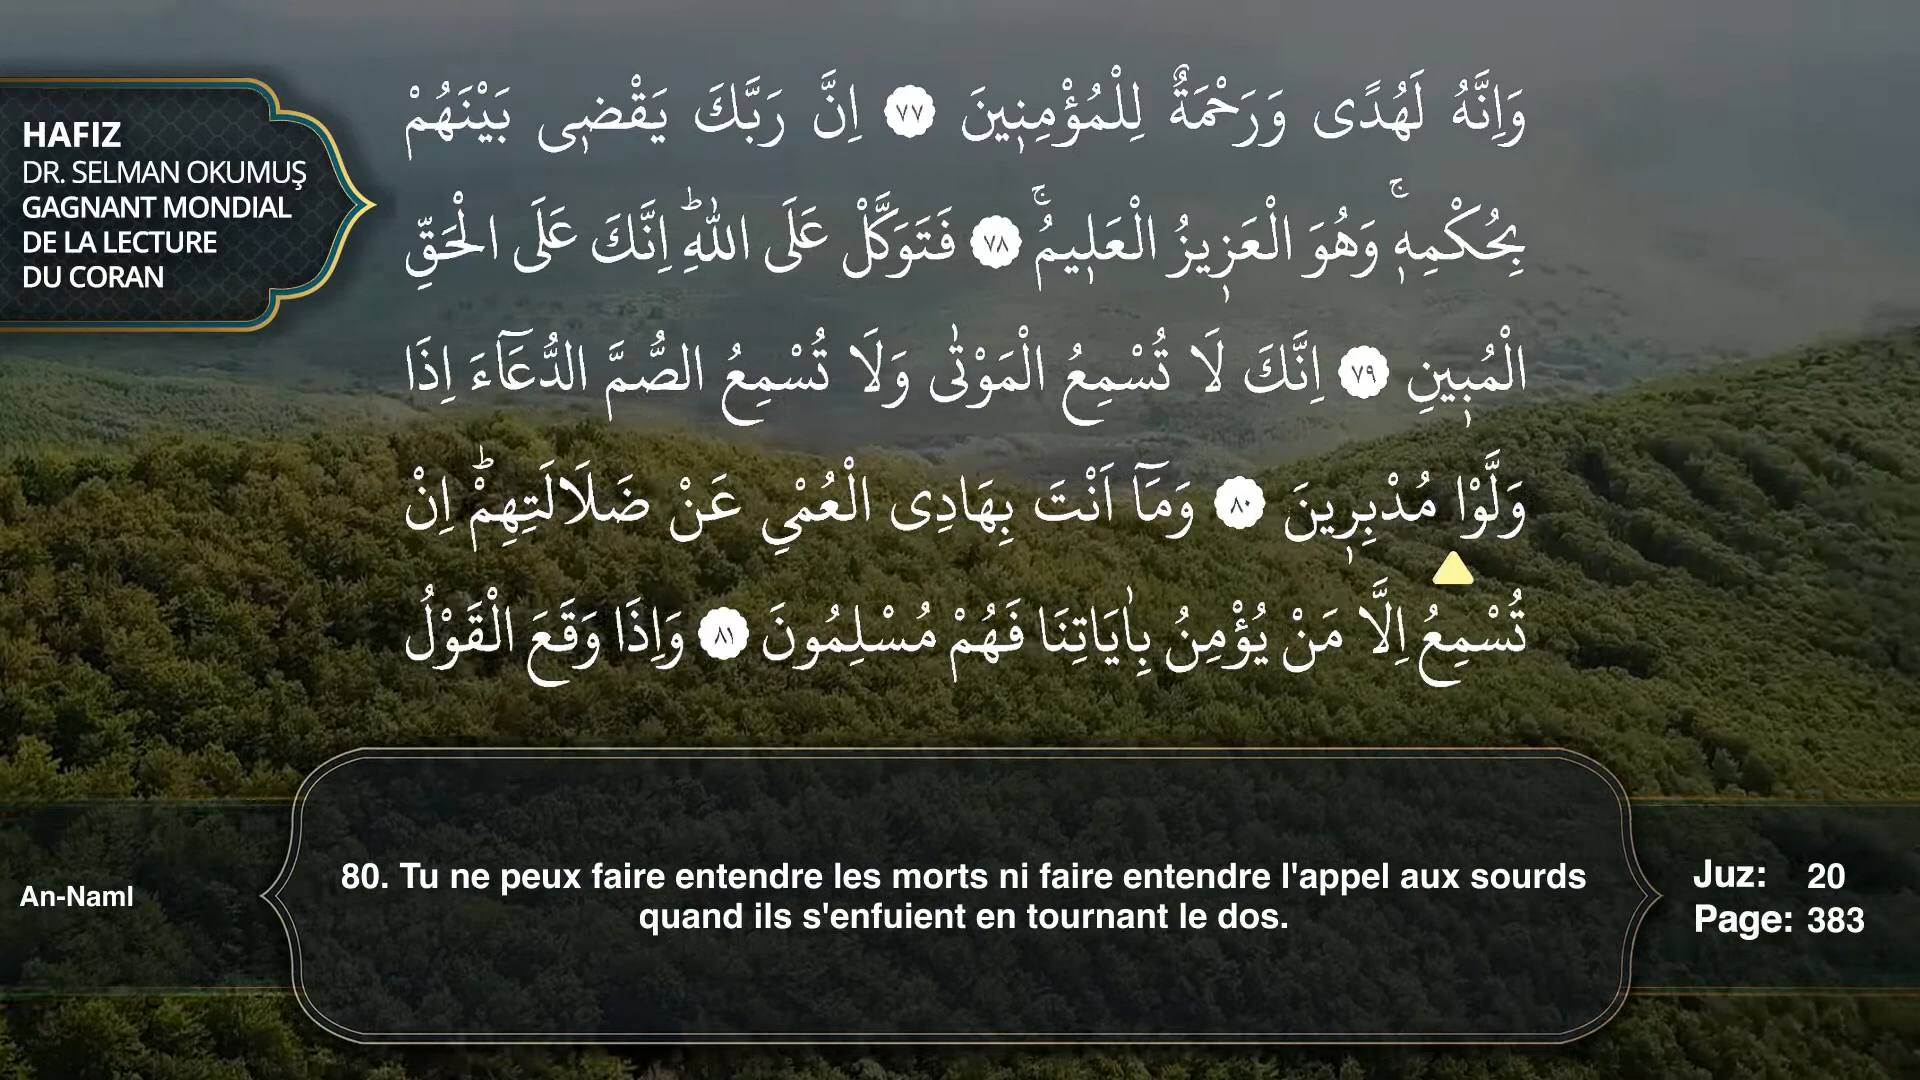 HAFIZ
DR. SELMAN OKUMUŞ
GAGNANT MONDIAL
DE LA LECTURE
DU CORAN
وَاِنَّهُ لَهُدًى وَرَحْمَةٌ لِلْمُؤْمِنٖينَ ٧٧ اِنَّ رَبَّكَ يَقْضٖى بَيْنَهُمْ
بِحُكْمِهٖۚ وَهُوَ الْعَزٖيزُ الْعَلٖيمُۚ ٧٨ فَتَوَكَّلْ عَلَى اللّٰهِؕ اِنَّكَ عَلَى الْحَقِّ
الْمُبٖينِ ٧٩ اِنَّكَ لَا تُسْمِعُ الْمَوْتٰى وَلَا تُسْمِعُ الصُّمَّ الدُّعَٓاءَ اِذَا
وَلَّوْا مُدْبِرٖينَ ٨٠ وَمَٓا اَنْتَ بِهَادِى الْعُمْيِ عَنْ ضَلَالَتِهِمْؕ اِنْ
تُسْمِعُ اِلَّا مَنْ يُؤْمِنُ بِاٰيَاتِنَا فَهُمْ مُسْلِمُونَ ٨١ وَاِذَا وَقَعَ الْقَوْلُ
An-Naml
80. Tu ne peux faire entendre les morts ni faire entendre l'appel aux sourds
quand ils s'enfuient en tournant le dos.
Juz: 20
Page: 383